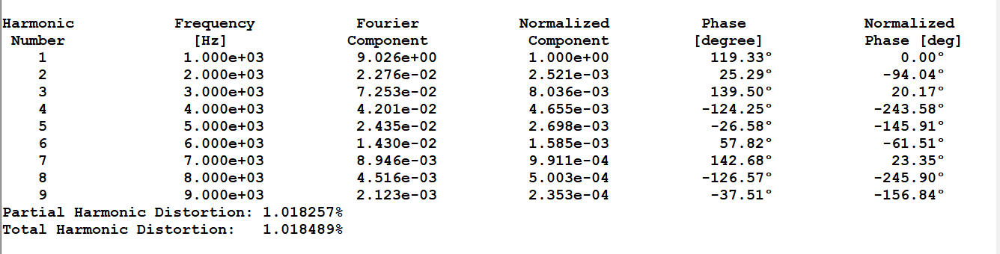 Harmonic Frequency Fourier Normalized Phase Normalized
Number [Hz] Component Component [degree] Phase [deg]
1 1.000e+03 9.026e+00 1.000e+00 119.33° 0.00°
2 2.000e+03 2.276e-02 2.521e-03 25.29° -94.04°
3 3.000e+03 7.253e-02 8.036e-03 139.50° 20.17°
4 4.000e+03 4.201e-02 4.655e-03 -124.25° -243.58°
5 5.000e+03 2.435e-02 2.698e-03 -26.58° -145.91°
6 6.000e+03 1.430e-02 1.585e-03 57.82° -61.51°
7 7.000e+03 8.946e-03 9.911e-04 142.68° 23.35°
8 8.000e+03 4.516e-03 5.003e-04 -126.57° -245.90°
9 9.000e+03 2.123e-03 2.353e-04 -37.51° -156.84°
Partial Harmonic Distortion: 1.018257%
Total Harmonic Distortion: 1.018489%